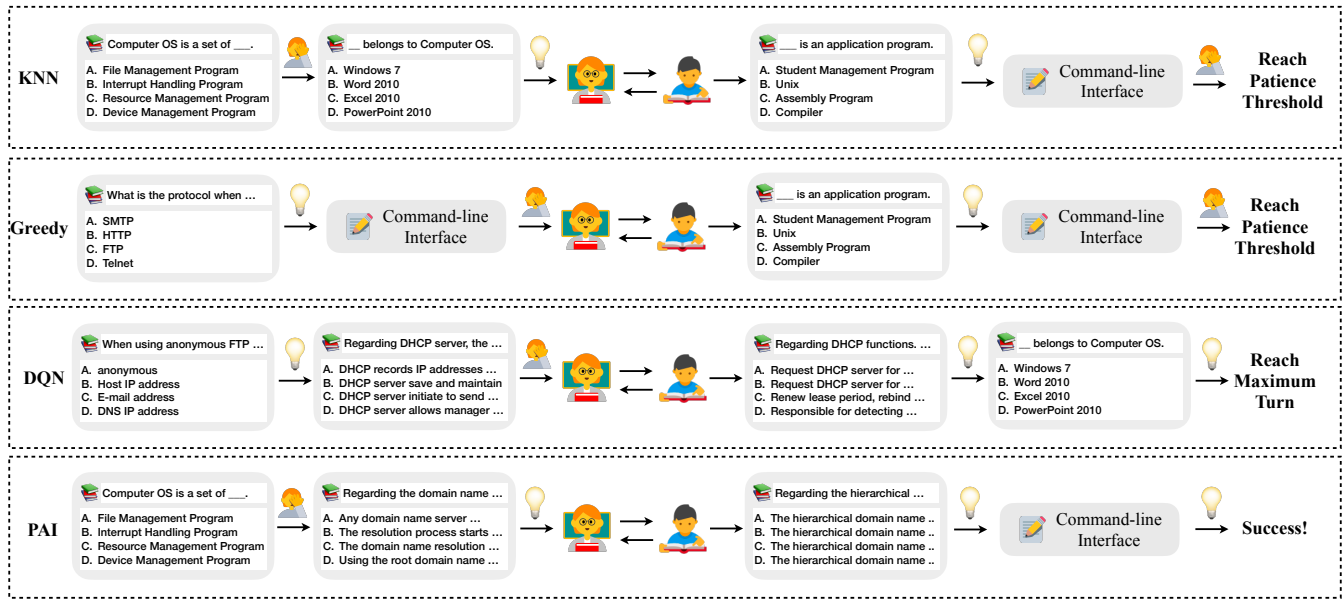 KNN
Computer OS is a set of ___.
A. File Management Program
B. Interrupt Handling Program
C. Resource Management Program
D. Device Management Program
__ belongs to Computer OS.
A. Windows 7
B. Word 2010
C. Excel 2010
D. PowerPoint 2010
___ is an application program.
A. Student Management Program
B. Unix
C. Assembly Program
D. Compiler
Command-line
Interface
Reach
Patience
Threshold
Greedy
What is the protocol when ...
A. SMTP
B. HTTP
C. FTP
D. Telnet
Command-line
Interface
___ is an application program.
A. Student Management Program
B. Unix
C. Assembly Program
D. Compiler
Command-line
Interface
Reach
Patience
Threshold
DQN
When using anonymous FTP ...
A. anonymous
B. Host IP address
C. E-mail address
D. DNS IP address
Regarding DHCP server, the ...
A. DHCP records IP addresses ...
B. DHCP server save and maintain
C. DHCP server initiate to send ...
D. DHCP server allows manager ...
Regarding DHCP functions. ...
A. Request DHCP server for ...
B. Request DHCP server for ...
C. Renew lease period, rebind ...
D. Responsible for detecting ...
__ belongs to Computer OS.
A. Windows 7
B. Word 2010
C. Excel 2010
D. PowerPoint 2010
Reach
Maximum
Turn
PAI
Computer OS is a set of ___.
A. File Management Program
B. Interrupt Handling Program
C. Resource Management Program
D. Device Management Program
Regarding the domain name ...
A. Any domain name server ...
B. The resolution process starts ...
C. The domain name resolution ...
D. Using the root domain name ...
Regarding the hierarchical ...
A. The hierarchical domain name ..
B. The hierarchical domain name ..
C. The hierarchical domain name ..
D. The hierarchical domain name ..
Command-line
Interface
Success!